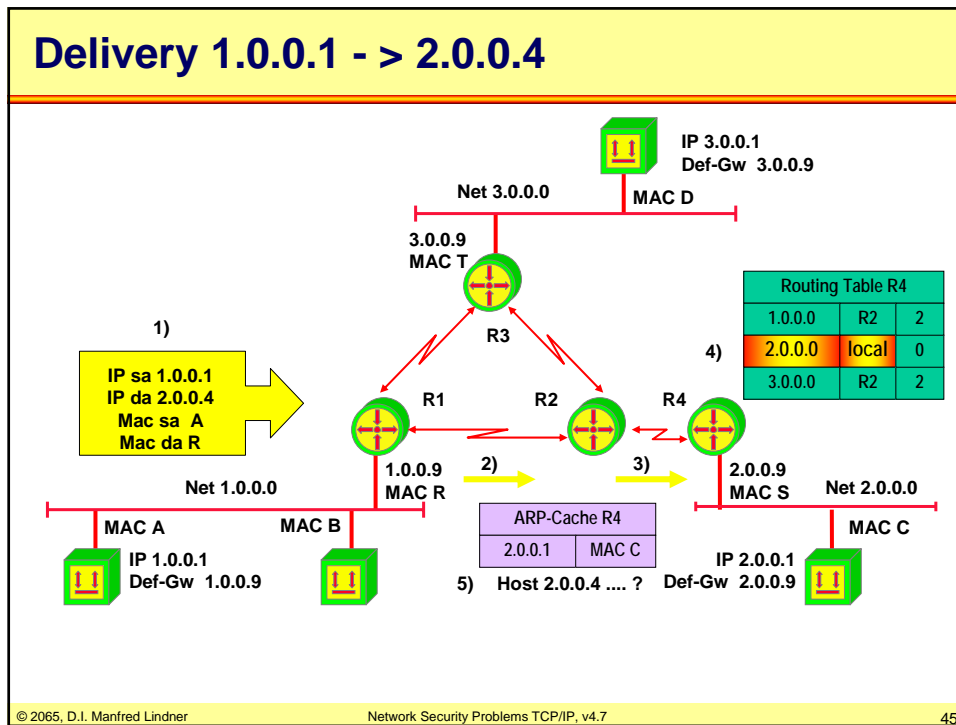 Delivery 1.0.0.1 - > 2.0.0.4
IP 3.0.0.1
Def-Gw 3.0.0.9
Net 3.0.0.0
MAC D
3.0.0.9
MAC T
R3
1)
IP sa 1.0.0.1
IP da 2.0.0.4
Mac sa A
Mac da R
4)
Routing Table R4
1.0.0.0 R2 2
2.0.0.0 local 0
3.0.0.0 R2 2
R1
R2
R4
1.0.0.9
MAC R
2)
3)
2.0.0.9
MAC S
Net 1.0.0.0
Net 2.0.0.0
MAC A
MAC B
MAC C
ARP-Cache R4
2.0.0.1 MAC C
IP 1.0.0.1
Def-Gw 1.0.0.9
5) Host 2.0.0.4 .... ?
IP 2.0.0.1
Def-Gw 2.0.0.9
© 2065, D.I. Manfred Lindner
Network Security Problems TCP/IP, v4.7
45